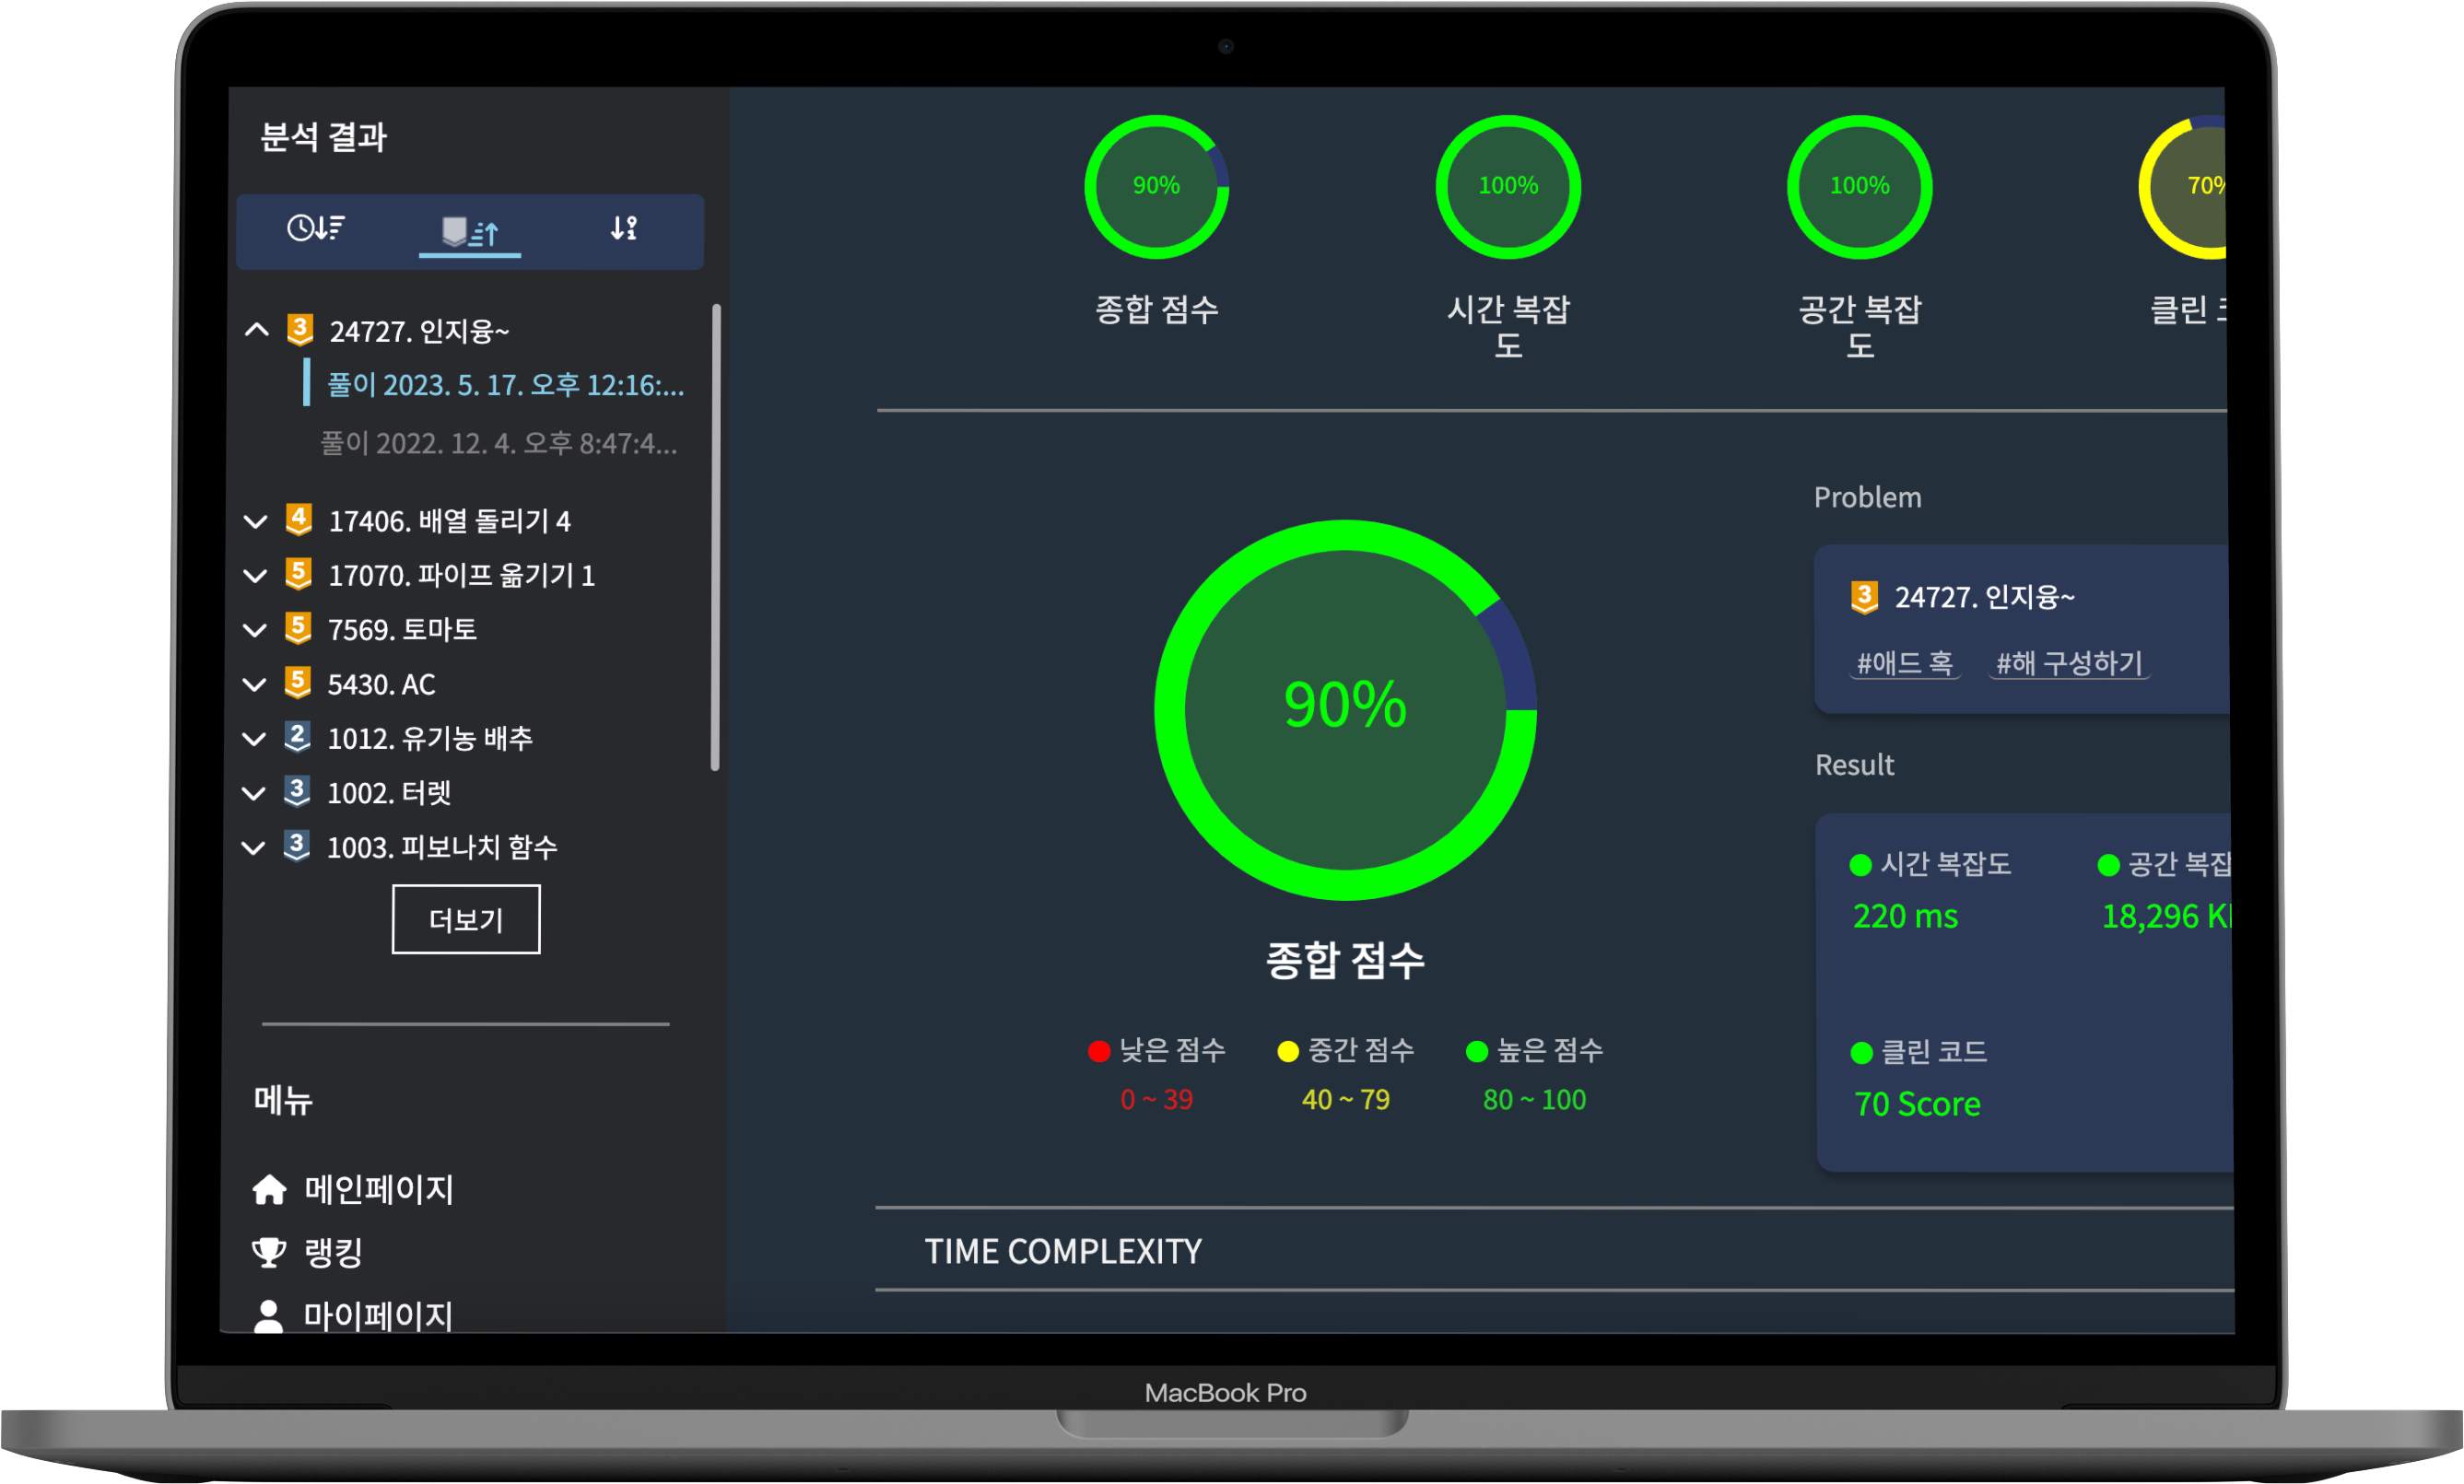 분석 결과
3 24727. 인지융~
풀이 2023. 5. 17. 오후 12:16:...
풀이 2022. 12. 4. 오후 8:47:4...
4 17406. 배열 돌리기 4
5 17070. 파이프 옮기기 1
5 7569. 토마토
5 5430. AC
2 1012. 유기농 배추
3 1002. 터렛
3 1003. 피보나치 함수
더보기
메뉴
메인페이지
랭킹
마이페이지
90%
100%
100%
70%
종합 점수
시간 복잡
도
공간 복잡
도
클린
90%
종합 점수
낮은 점수
중간 점수
높은 점수
0 ~ 39
40 ~ 79
80 ~ 100
Problem
3 24727. 인지융~
#애드 혹 #해 구성하기
Result
시간 복잡도
공간 복잡
220 ms
18,296
클린 코드
70 Score
TIME COMPLEXITY
MacBook Pro